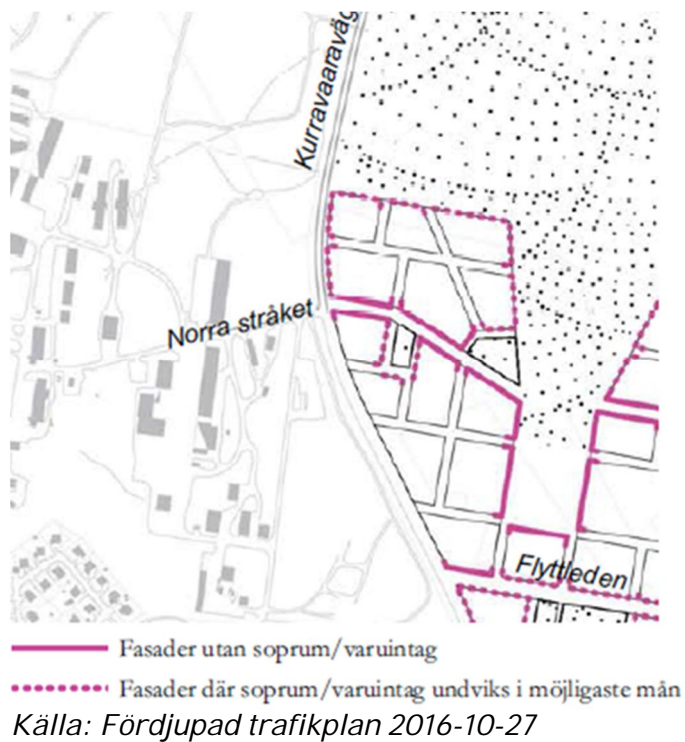 Kurravaaraväg
Norra stråket
Flyttleden
Fasader utan soprum/varuintag
Fasader där soprum/varuintag undviks i möjligaste mån
Källa: Fördjupad trafikplan 2016-10-27